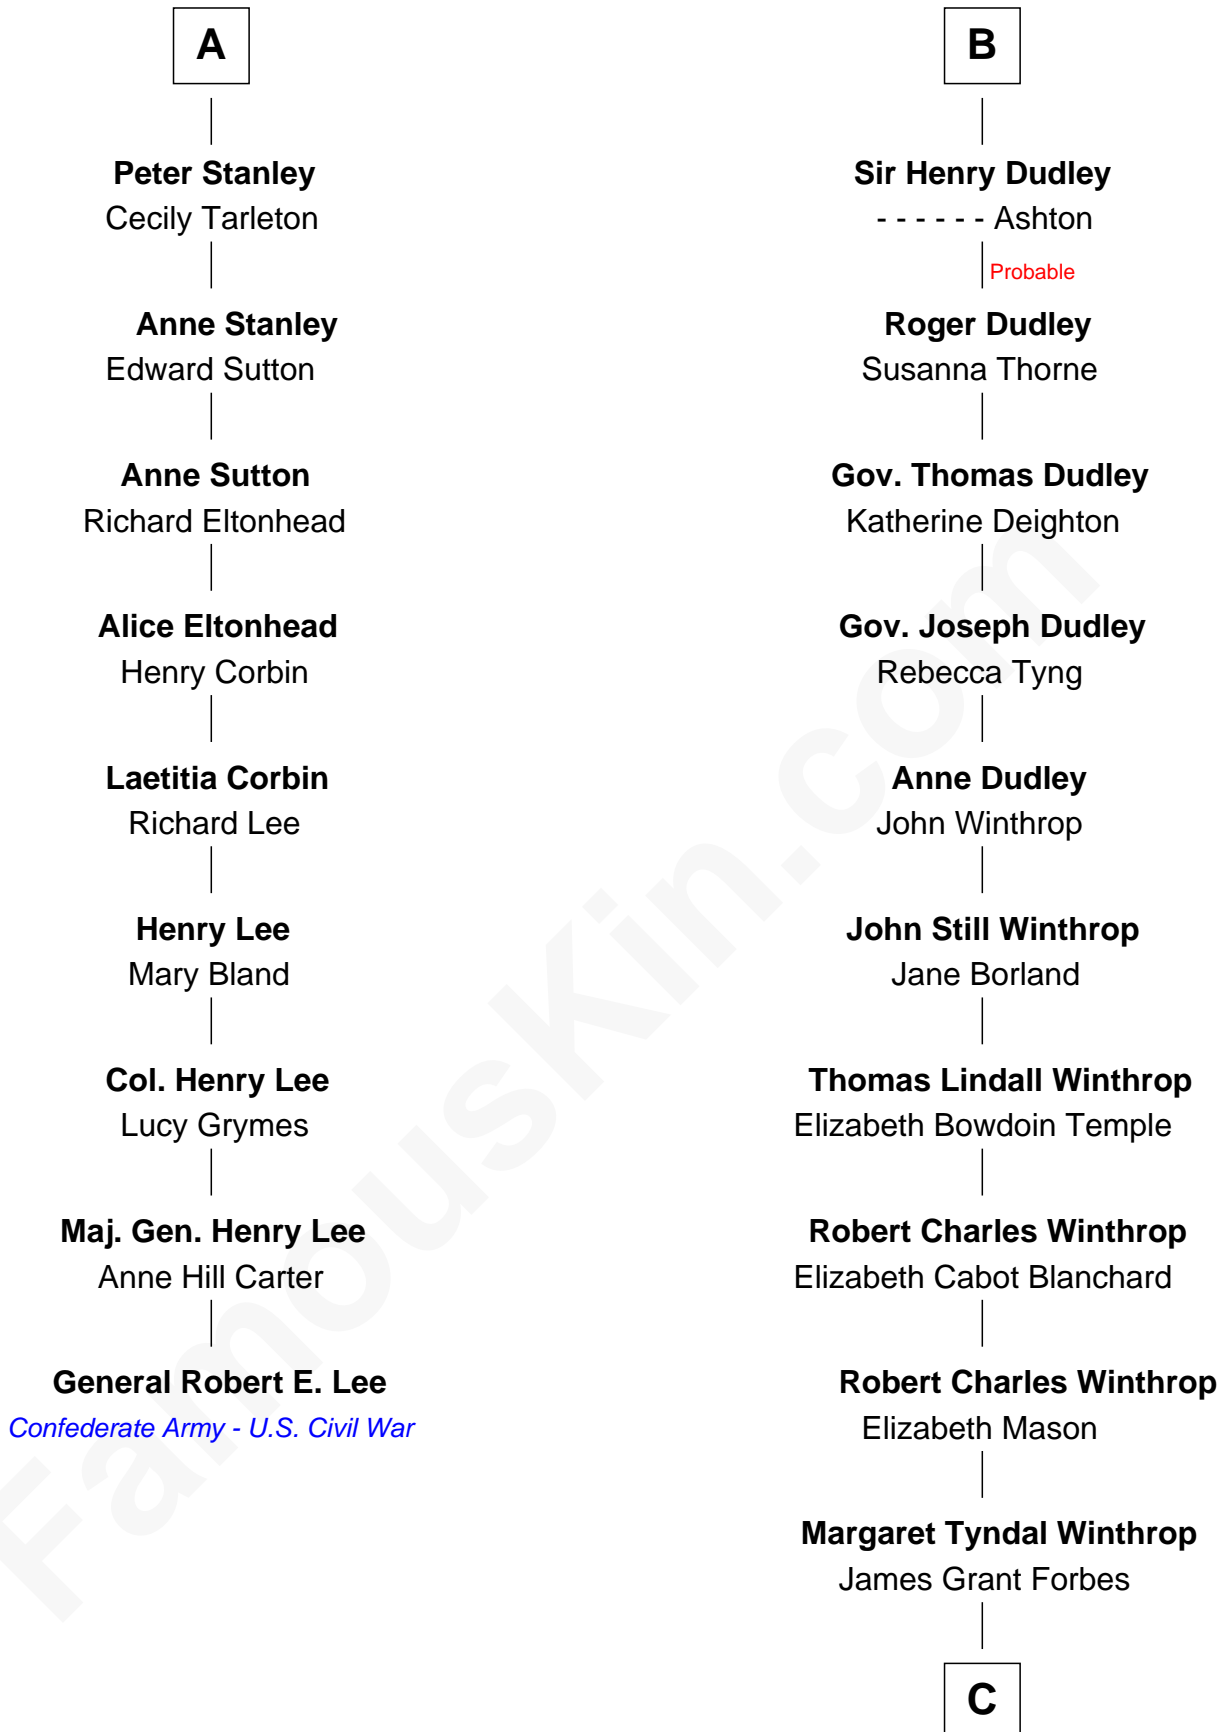 A
Peter Stanley
Cecily Tarleton
Anne Stanley
Edward Sutton
Anne Sutton
Richard Eltonhead
Alice Eltonhead
Henry Corbin
Laetitia Corbin
Richard Lee
Henry Lee
Mary Bland
Col. Henry Lee
Lucy Grymes
Maj. Gen. Henry Lee
Anne Hill Carter
General Robert E. Lee
Confederate Army - U.S. Civil War
B
Sir Henry Dudley
- - - - - - Ashton
Probable
Roger Dudley
Susanna Thorne
Gov. Thomas Dudley
Katherine Deighton
Gov. Joseph Dudley
Rebecca Tyng
Anne Dudley
John Winthrop
John Still Winthrop
Jane Borland
Thomas Lindall Winthrop
Elizabeth Bowdoin Temple
Robert Charles Winthrop
Elizabeth Cabot Blanchard
Robert Charles Winthrop
Elizabeth Mason
Margaret Tyndal Winthrop
James Grant Forbes
C
FamousKin.com